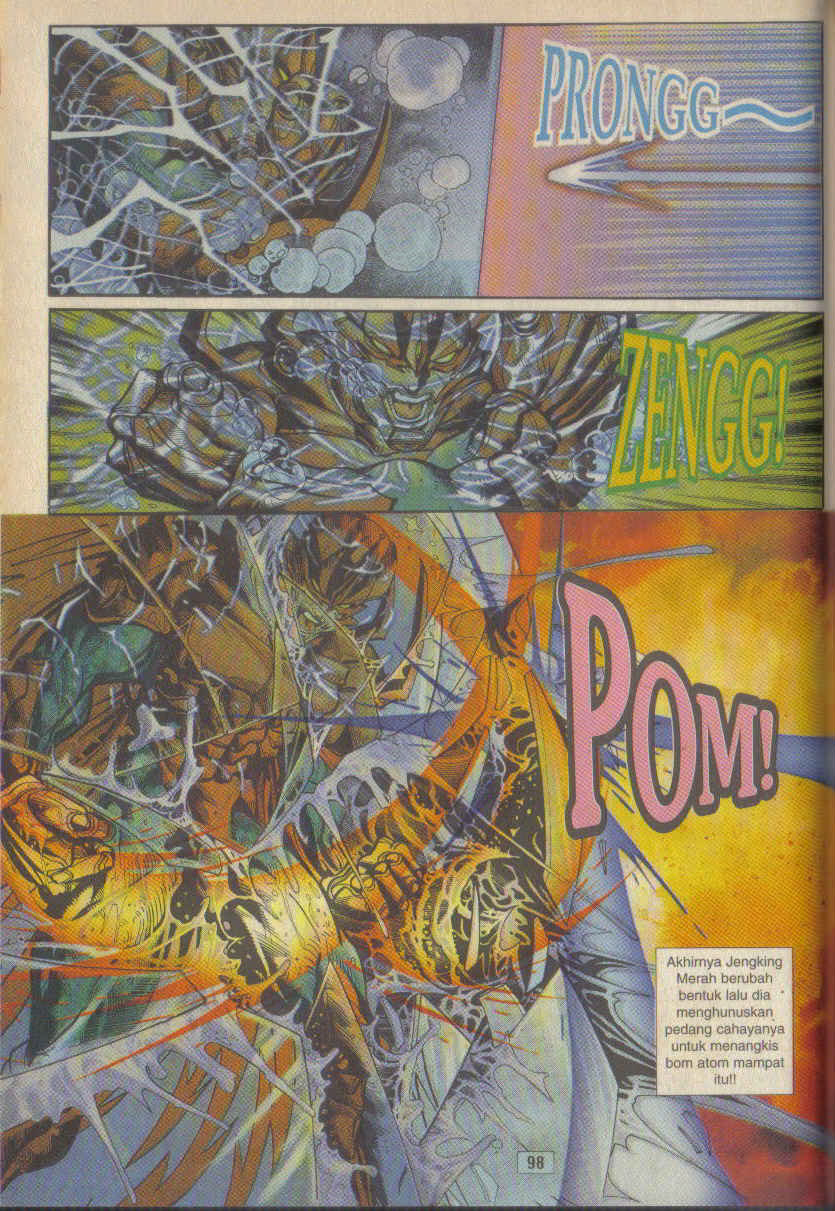 PRONGG~
ZENGG!
POM!
Akhirnya Jengking
Merah berubah
bentuk lalu dia
menghunuskan
pedang cahayanya
untuk menangkis
bom atom mampat
itu!!
98